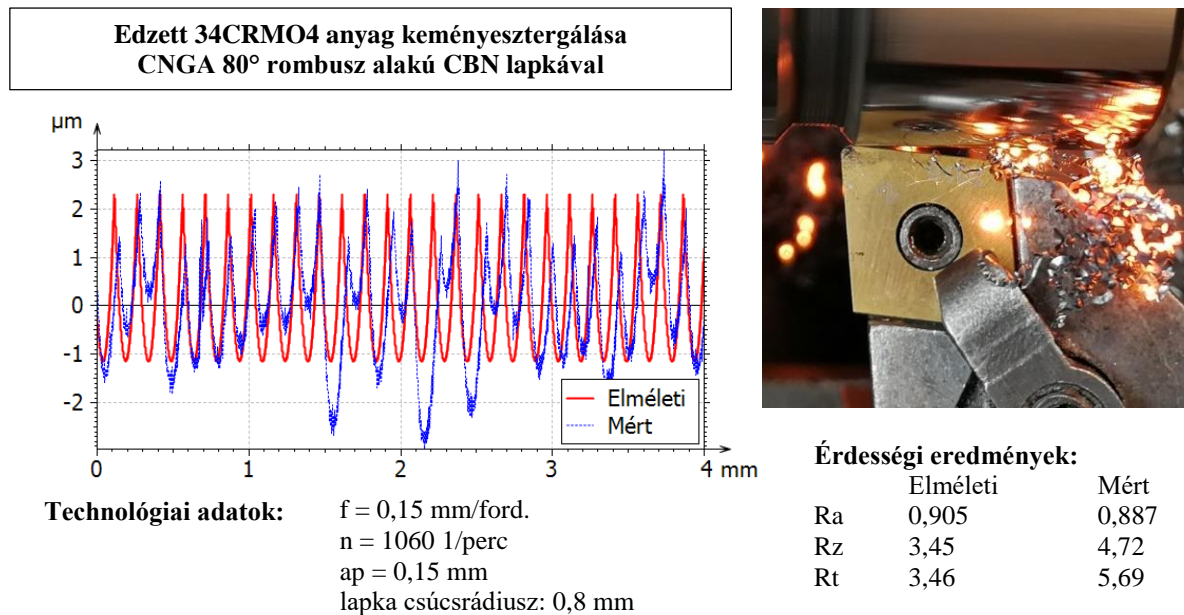 Edzett 34CRMO4 anyag keményesztergálása
CNGA 80° rombusz alakú CBN lapkával
µm
3
2
1
0
-1
-2
0 1 2 3 4 mm
Elméleti
Mért
Technológiai adatok:
f = 0,15 mm/ford.
n = 1060 1/perc
ap = 0,15 mm
lapka csúcsrádiusz: 0,8 mm
Érdességi eredmények:
Elméleti Mért
Ra 0,905 0,887
Rz 3,45 4,72
Rt 3,46 5,69